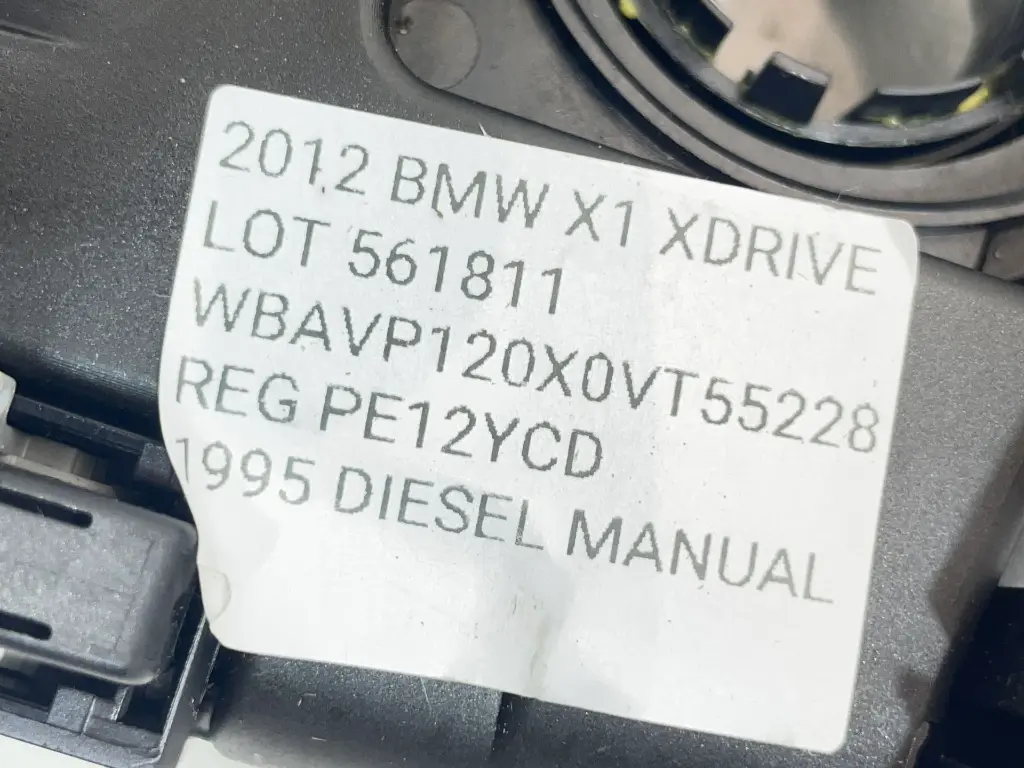 2012 BMW X1 XDRIVE
LOT 561811
WBAVP120X0VT55228
REG PE12YCD
1995 DIESEL MANUAL